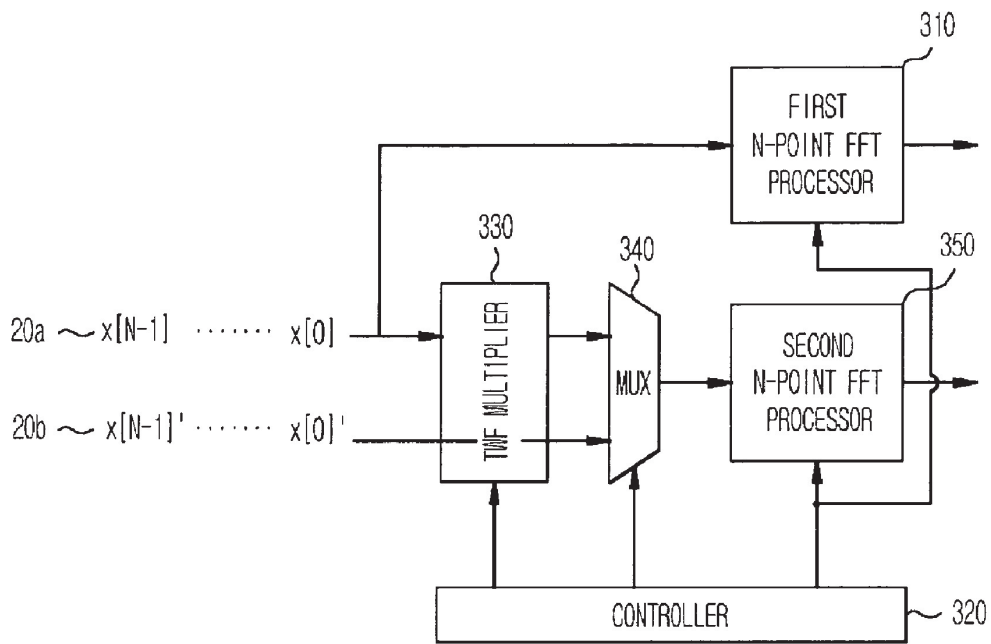 310
FIRST
N-POINT FFT
PROCESSOR
330
340
350
20a x[N-1] ········ x[0]
TWF MULTIPLIER
MUX
SECOND
N-POINT FFT
PROCESSOR
20b x[N-1]' ······· x[0]'
CONTROLLER
320